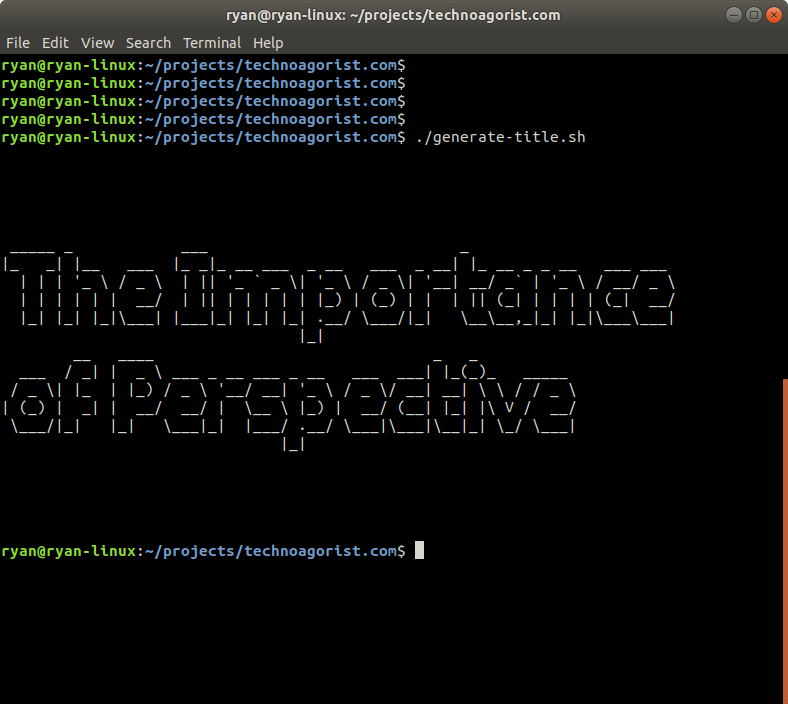 ryan@ryan-linux: ~/projects/technoagorist.com
File Edit View Search Terminal Help
ryan@ryan-linux:~/projects/technoagorist.com$
ryan@ryan-linux:~/projects/technoagorist.com$
ryan@ryan-linux:~/projects/technoagorist.com$
ryan@ryan-linux:~/projects/technoagorist.com$
ryan@ryan-linux:~/projects/technoagorist.com$ ./generate-title.sh
The Importance
of Perspective
ryan@ryan-linux:~/projects/technoagorist.com$